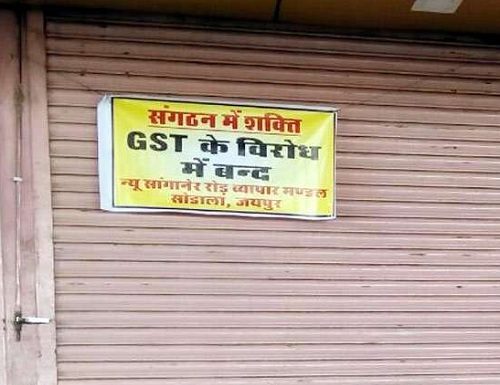 संगठन में शक्ति
GST के विरोध
में बन्द
न्यू सांगानेर रोड़ व्यापार मण्डल
सोडाला, जयपुर